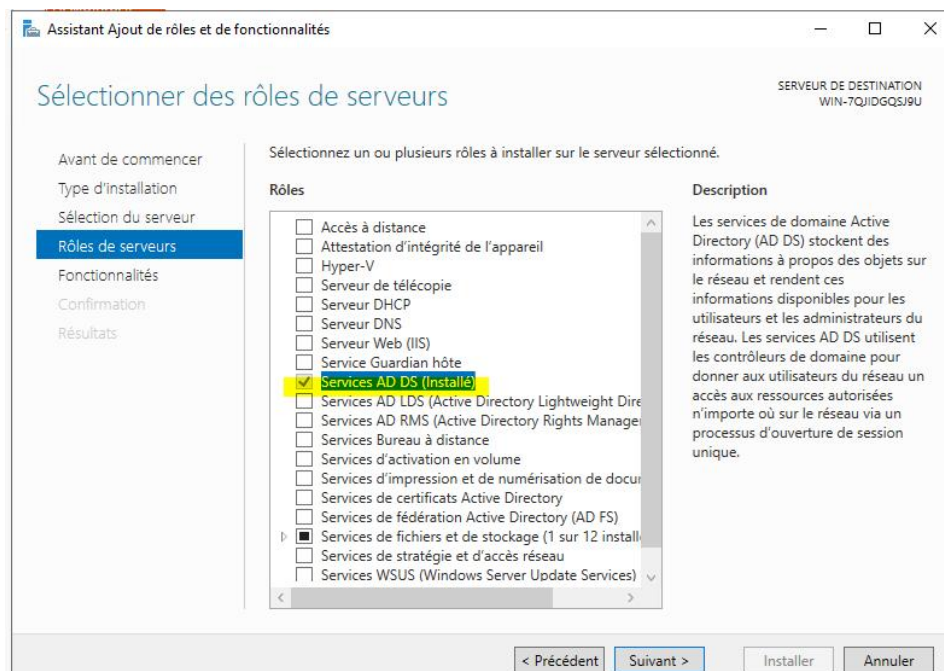 Assistant Ajout de rôles et de fonctionnalités
Sélectionner des rôles de serveurs
SERVEUR DE DESTINATION
WIN-7QJIDGQSJ9U
Avant de commencer
Type d'installation
Sélection du serveur
Rôles de serveurs
Fonctionnalités
Confirmation
Résultats
Sélectionnez un ou plusieurs rôles à installer sur le serveur sélectionné.
Rôles
Accès à distance
Attestation d'intégrité de l'appareil
Hyper-V
Serveur de télécopie
Serveur DHCP
Serveur DNS
Serveur Web (IIS)
Service Guardian hôte
Services AD DS (Installé)
Services AD LDS (Active Directory Lightweight Dire
Services AD RMS (Active Directory Rights Manage
Services Bureau à distance
Services d'activation en volume
Services d'impression et de numérisation de docu
Services de certificats Active Directory
Services de fédération Active Directory (AD FS)
Services de fichiers et de stockage (1 sur 12 install
Services de stratégie et d'accès réseau
Services WSUS (Windows Server Update Services)
Description
Les services de domaine Active
Directory (AD DS) stockent des
informations à propos des objets sur
le réseau et rendent ces
informations disponibles pour les
utilisateurs et les administrateurs du
réseau. Les services AD DS utilisent
les contrôleurs de domaine pour
donner aux utilisateurs du réseau un
accès aux ressources autorisées
n'importe où sur le réseau via un
processus d'ouverture de session
unique.
< Précédent
Suivant >
Installer
Annuler